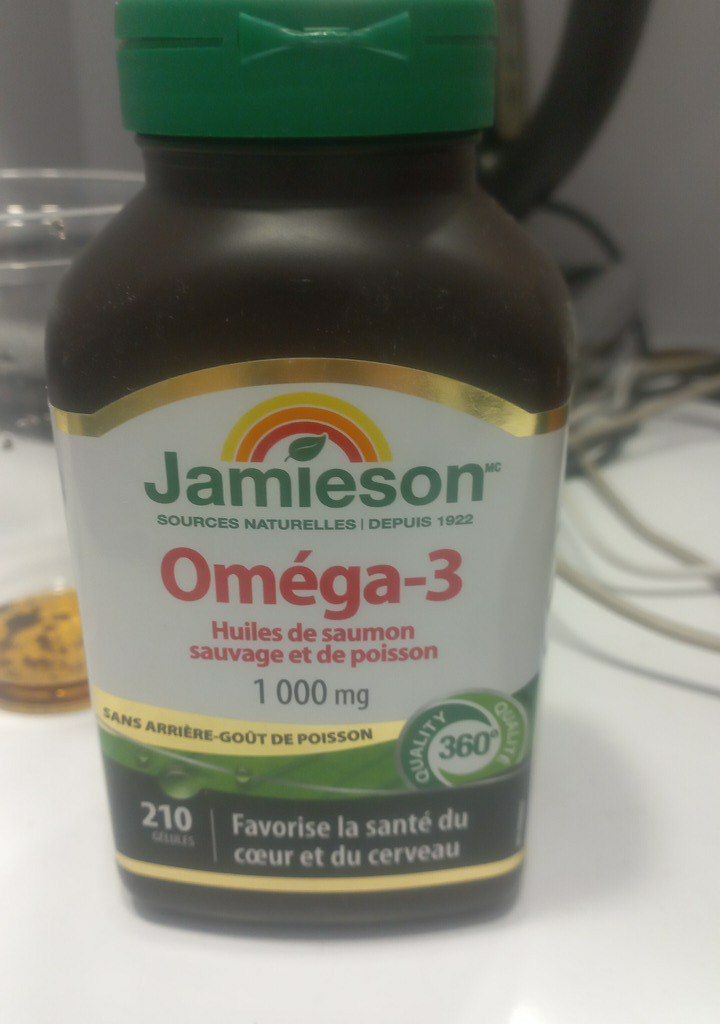 Jamieson MC
SOURCES NATURELLES | DEPUIS 1922
Oméga-3
Huiles de saumon
sauvage et de poisson
1 000 mg
SANS ARRIÈRE-GOÛT DE POISSON
QUALITY 360° QUALITÉ
210
GÉLULES
Favorise la santé du
cœur et du cerveau